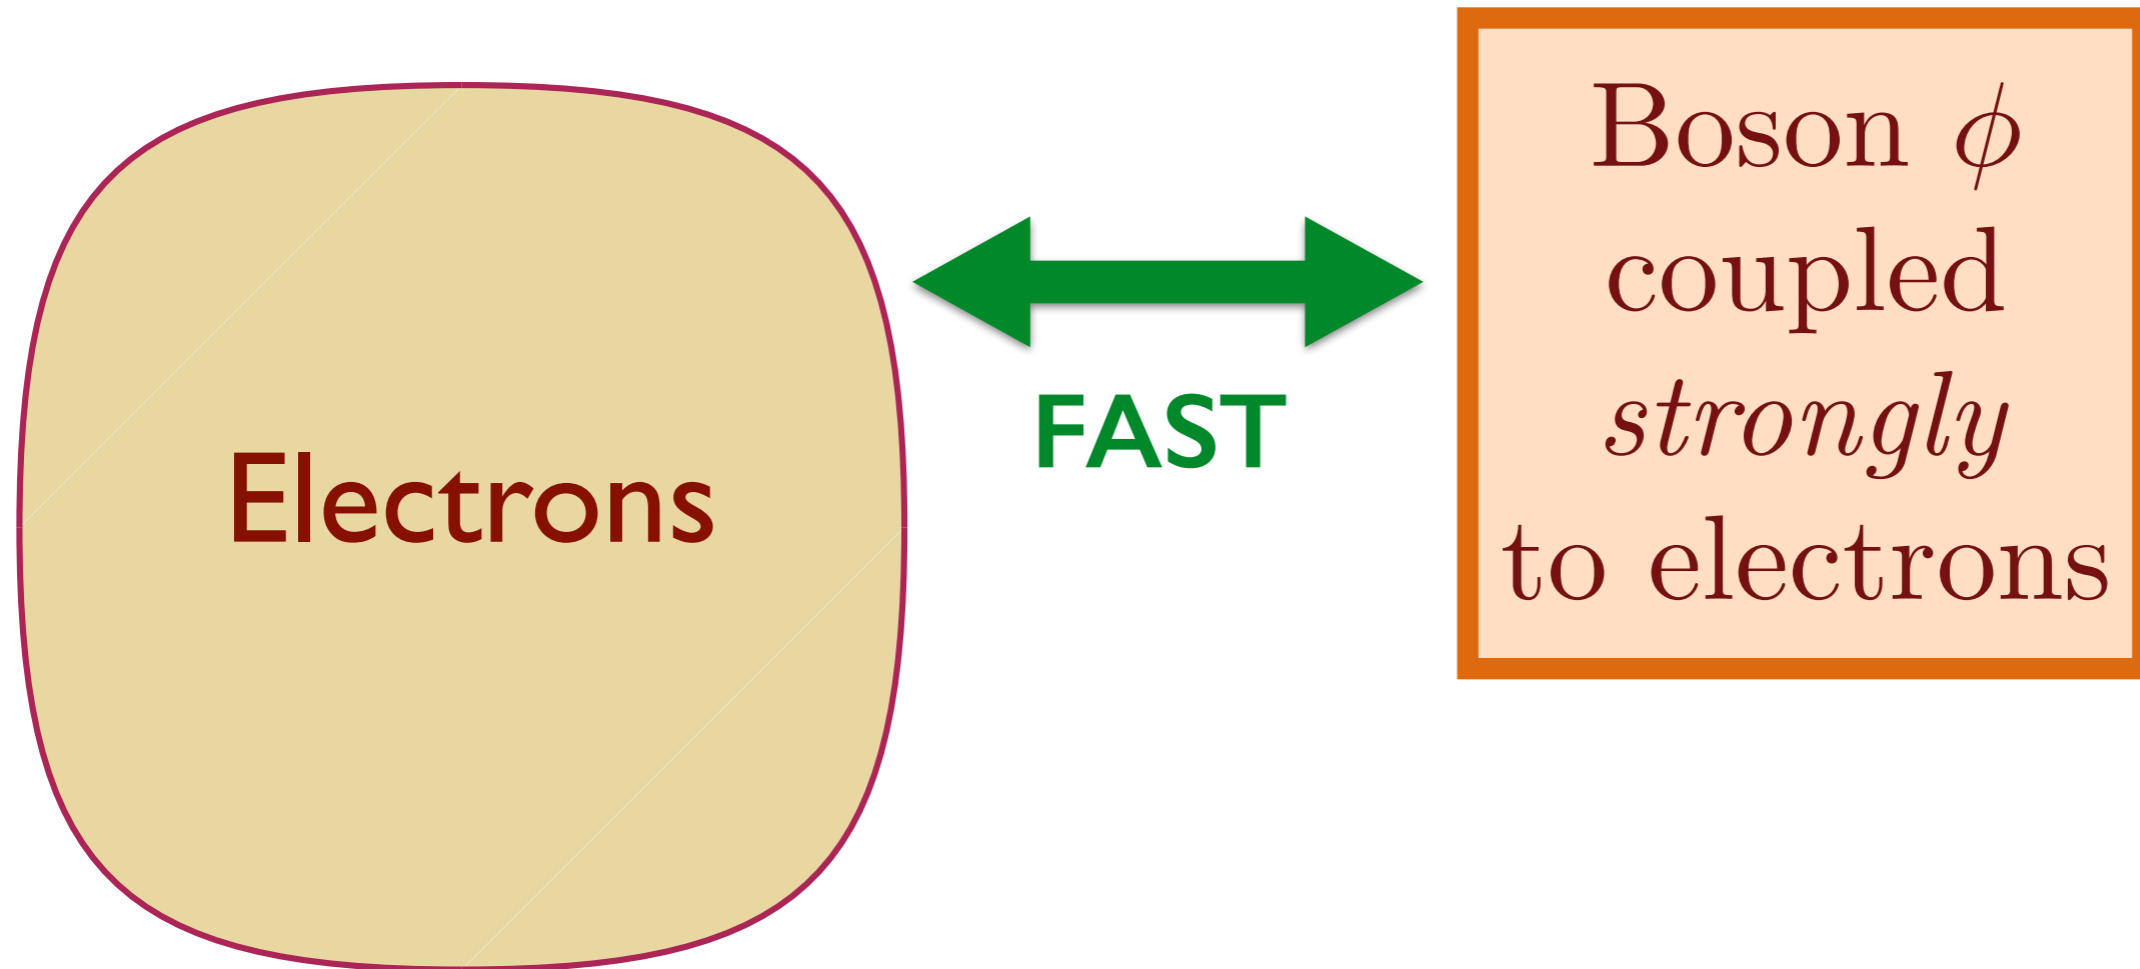 Electrons
FAST
Boson ϕ
coupled
strongly
to electrons